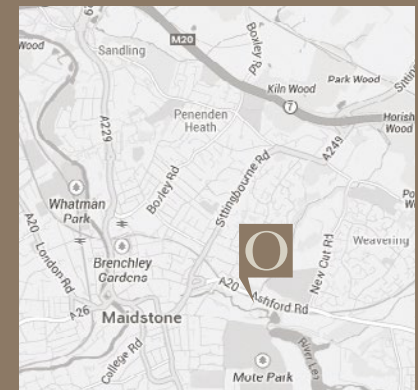 Wood
Sandling
M20
Boxley Rd
Kiln Wood
Park Wood
7
Horish
Wood
Penenden
Heath
A229
A249
Boxley Rd
Sittingbourne Rd
Whatman
Park
A20
London Rd
Brenchley
Gardens
New Cut Rd
Weavering
O
A20
Ashford Rd
A26
Maidstone
College Rd
River Len
Mote Park